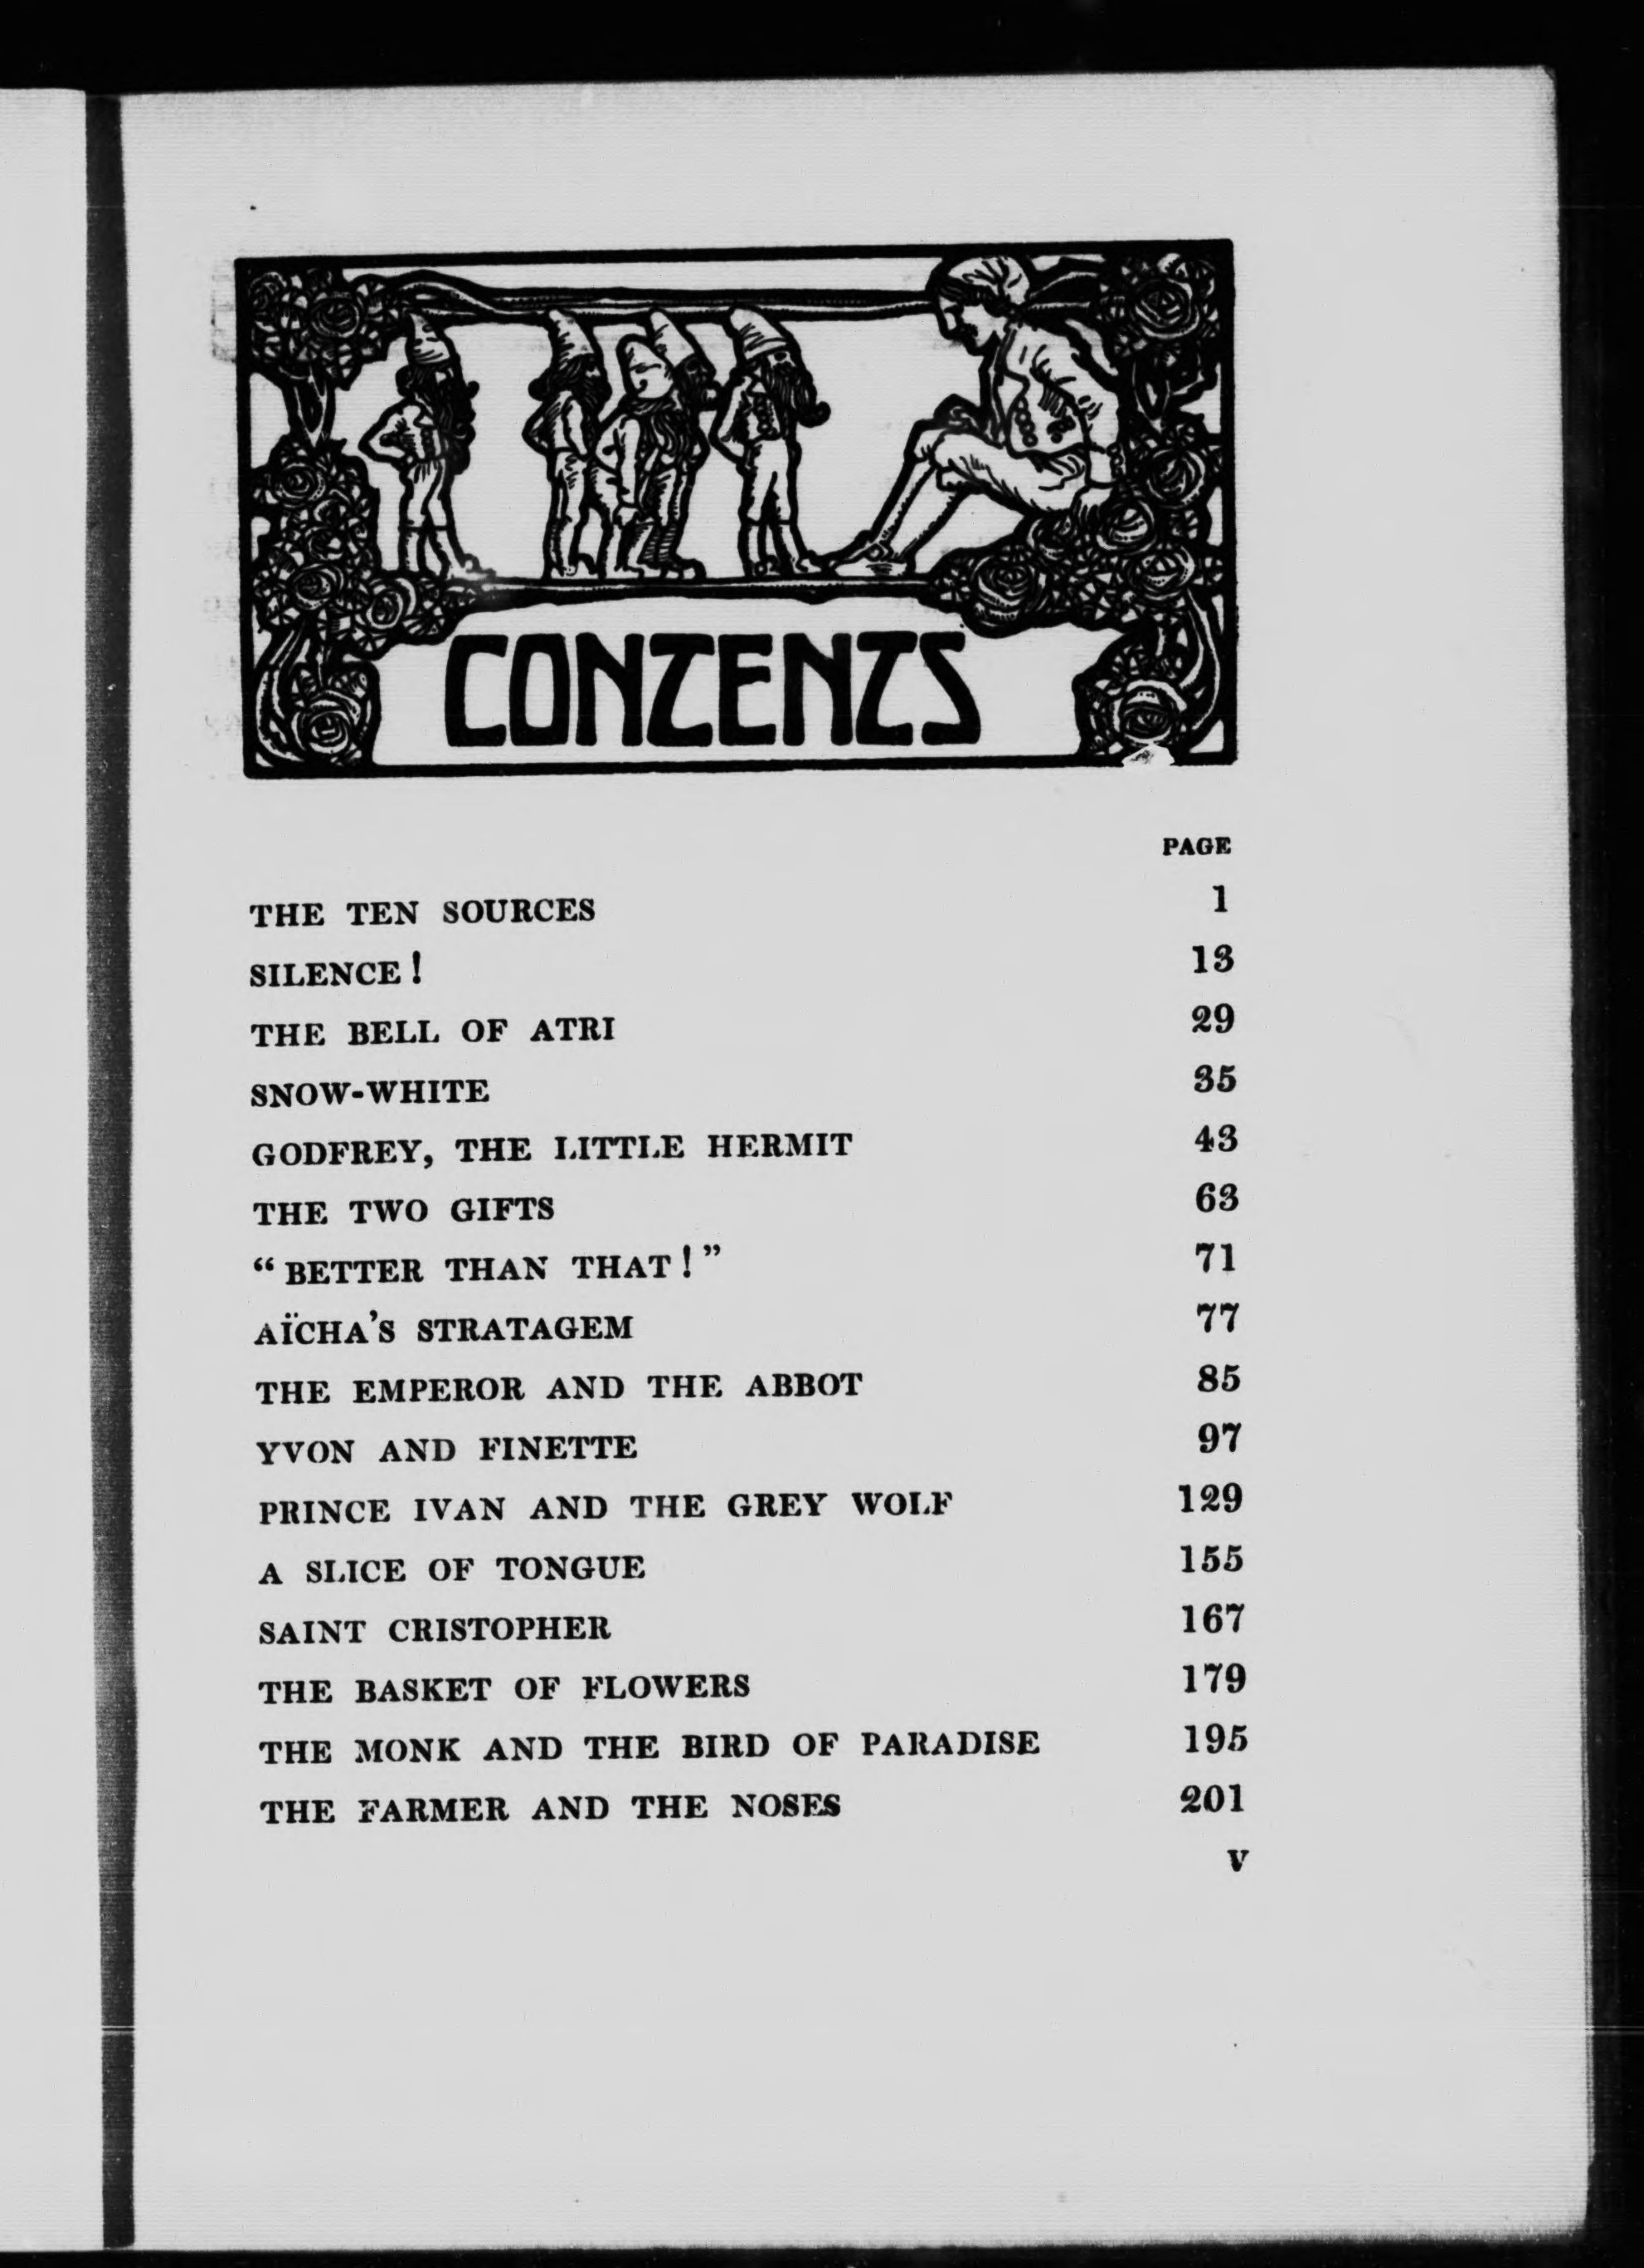 CONTENTS
PAGE
THE TEN SOURCES 1
SILENCE! 13
THE BELL OF ATRI 29
SNOW-WHITE 35
GODFREY, THE LITTLE HERMIT 43
THE TWO GIFTS 63
“BETTER THAN THAT!” 71
AÏCHA'S STRATAGEM 77
THE EMPEROR AND THE ABBOT 85
YVON AND FINETTE 97
PRINCE IVAN AND THE GREY WOLF 129
A SLICE OF TONGUE 155
SAINT CRISTOPHER 167
THE BASKET OF FLOWERS 179
THE MONK AND THE BIRD OF PARADISE 195
THE FARMER AND THE NOSES 201
v